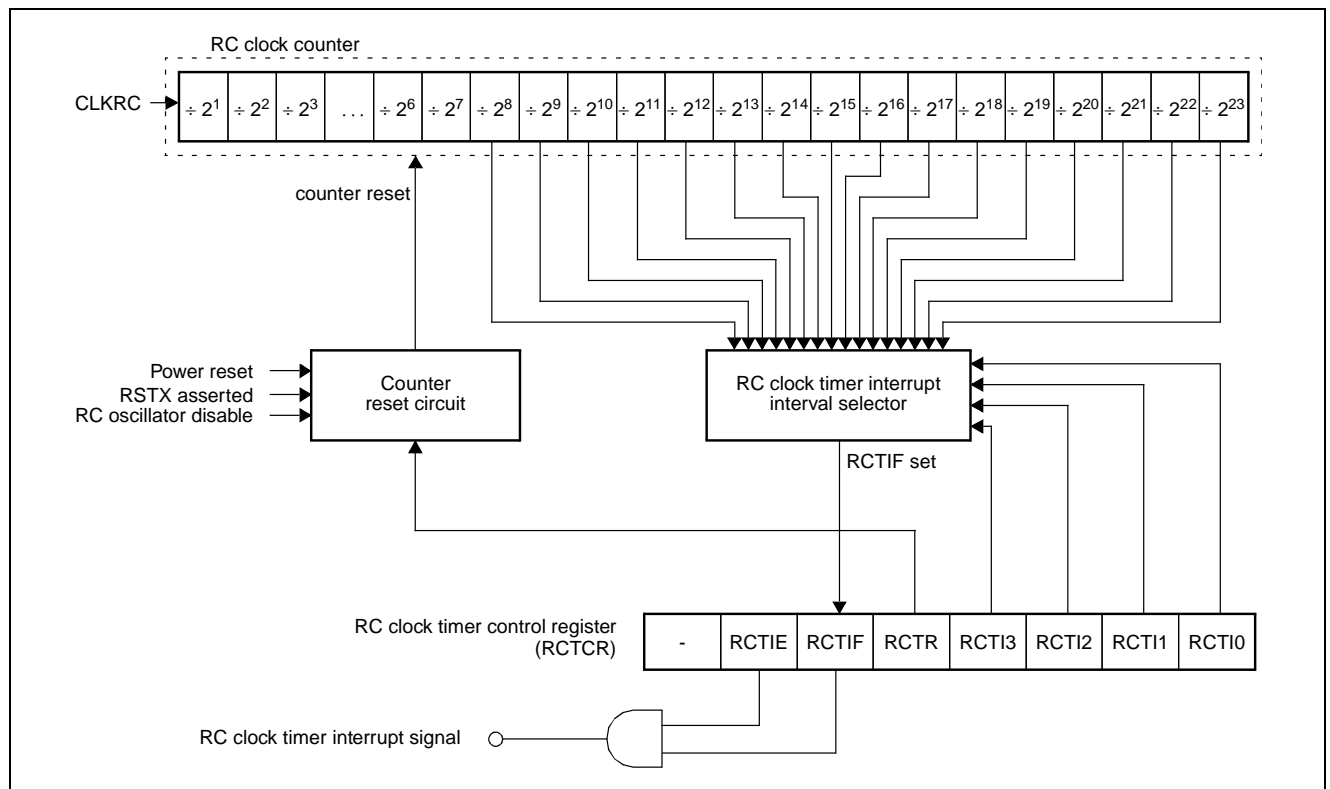 RC clock counter
CLKRC
÷ 2¹ ÷ 2² ÷ 2³ ... ÷ 2⁶ ÷ 2⁷ ÷ 2⁸ ÷ 2⁹ ÷ 2¹⁰ ÷ 2¹¹ ÷ 2¹² ÷ 2¹³ ÷ 2¹⁴ ÷ 2¹⁵ ÷ 2¹⁶ ÷ 2¹⁷ ÷ 2¹⁸ ÷ 2¹⁹ ÷ 2²⁰ ÷ 2²¹ ÷ 2²² ÷ 2²³
counter reset
Power reset
RSTX asserted
RC oscillator disable
Counter
reset circuit
RC clock timer interrupt
interval selector
RCTIF set
RC clock timer control register
(RCTCR)
- RCTIE RCTIF RCTR RCTI3 RCTI2 RCTI1 RCTI0
RC clock timer interrupt signal